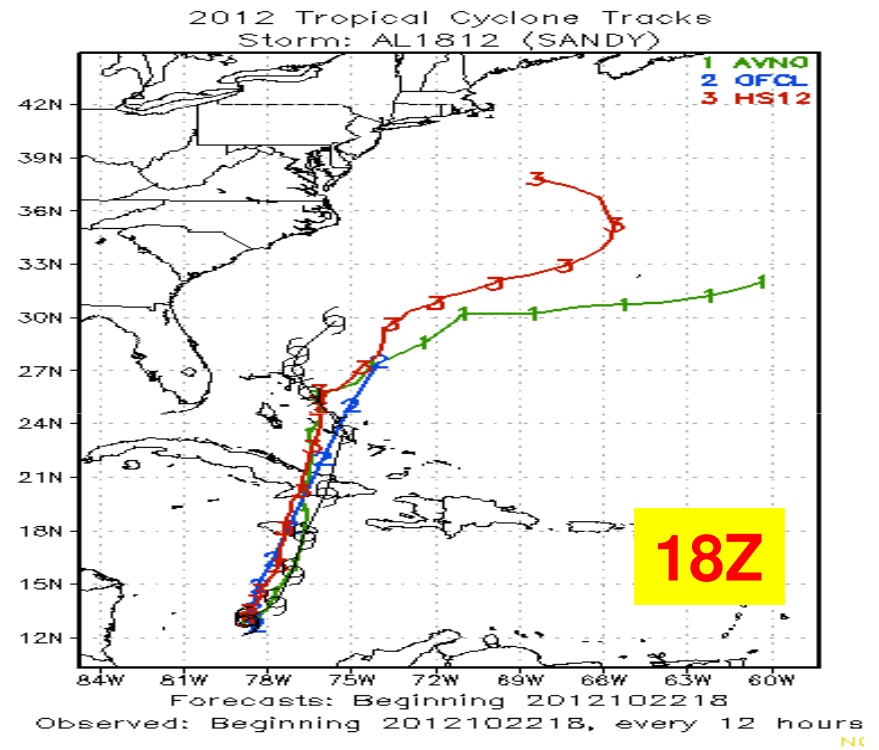 2012 Tropical Cyclone Tracks
Storm: AL1812 (SANDY)
1 AVNO
2 OFCL
3 HS12
42N
39N
36N
33N
30N
27N
24N
21N
18N
15N
12N
18Z
84W 81W 78W 75W 72W 69W 66W 63W 60W
Forecasts: Beginning 2012102218
Observed: Beginning 2012102218, every 12 hours